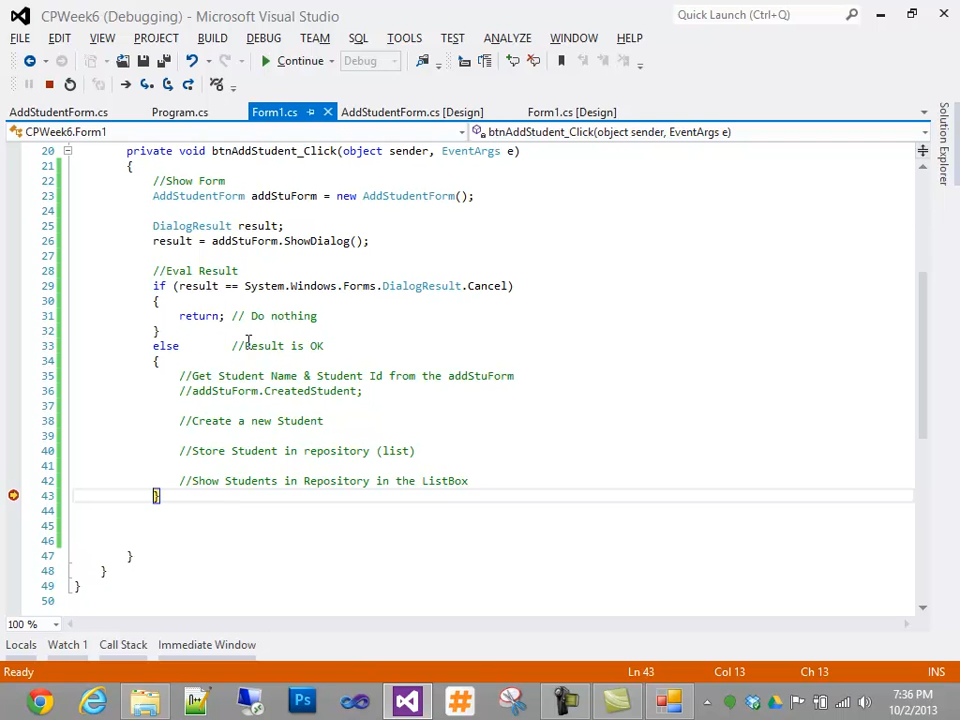 CPWeek6 (Debugging) - Microsoft Visual Studio
Quick Launch (Ctrl+Q)
FILE EDIT VIEW PROJECT BUILD DEBUG TEAM SQL TOOLS TEST ANALYZE WINDOW HELP
Continue Debug
AddStudentForm.cs Program.cs Form1.cs AddStudentForm.cs [Design] Form1.cs [Design]
CPWeek6.Form1 btnAddStudent_Click(object sender, EventArgs e)
Solution Explorer
20 private void btnAddStudent_Click(object sender, EventArgs e)
21 {
22 //Show Form
23 AddStudentForm addStuForm = new AddStudentForm();
24
25 DialogResult result;
26 result = addStuForm.ShowDialog();
27
28 //Eval Result
29 if (result == System.Windows.Forms.DialogResult.Cancel)
30 {
31 return; // Do nothing
32 }
33 else //Result is OK
34 {
35 //Get Student Name & Student Id from the addStuForm
36 //addStuForm.CreatedStudent;
37
38 //Create a new Student
39
40 //Store Student in repository (list)
41
42 //Show Students in Repository in the ListBox
43 }
44
45
46
47 }
48 }
49 }
50
100 %
Locals Watch 1 Call Stack Immediate Window
Ready Ln 43 Col 13 Ch 13 INS
Ps
7:36 PM
10/2/2013